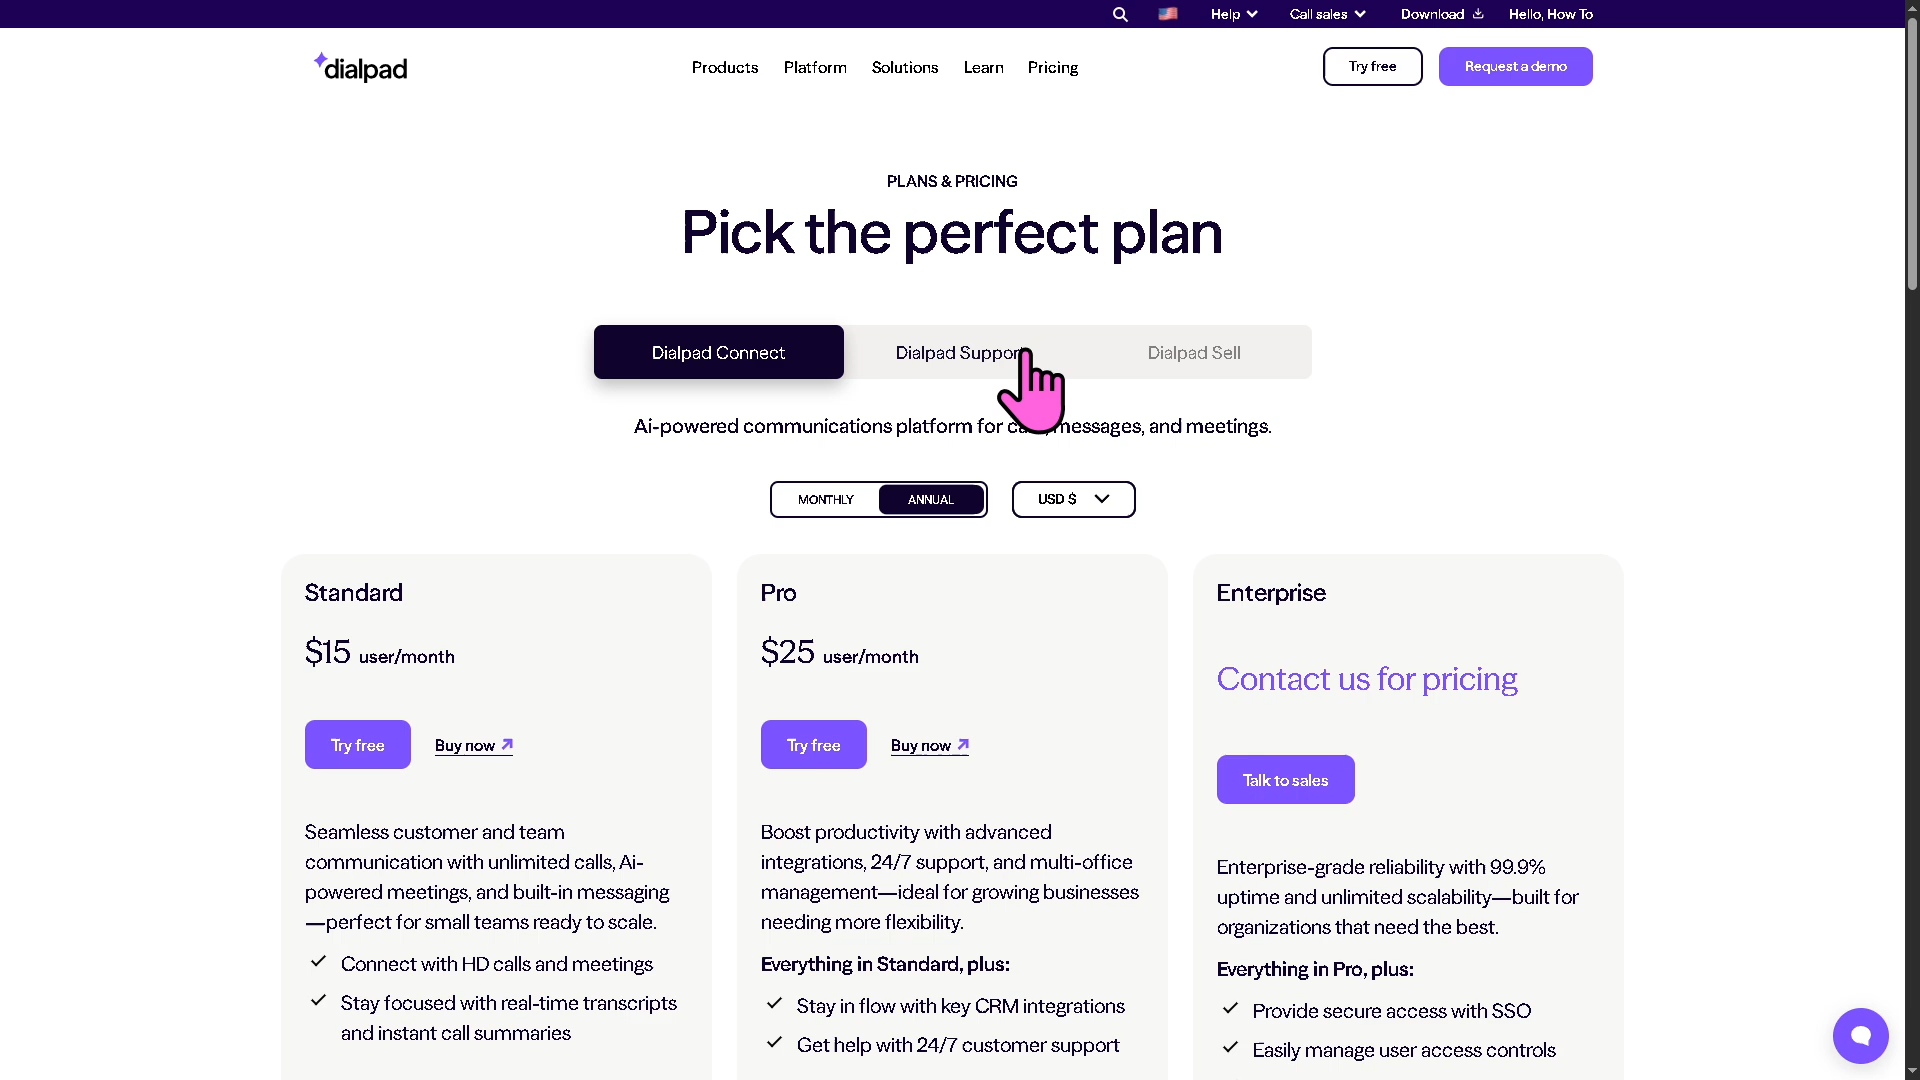 Help
Call sales
Download
Hello, How To
dialpad
Products
Platform
Solutions
Learn
Pricing
Try free
Request a demo
PLANS & PRICING
Pick the perfect plan
Dialpad Connect
Dialpad Support
Dialpad Sell
Ai-powered communications platform for messages, and meetings.
MONTHLY
ANNUAL
USD $
Standard
$15 user/month
Try free
Buy now
Seamless customer and team
communication with unlimited calls, Ai-
powered meetings, and built-in messaging
—perfect for small teams ready to scale.
Connect with HD calls and meetings
Stay focused with real-time transcripts
and instant call summaries
Pro
$25 user/month
Try free
Buy now
Boost productivity with advanced
integrations, 24/7 support, and multi-office
management—ideal for growing businesses
needing more flexibility.
Everything in Standard, plus:
Stay in flow with key CRM integrations
Get help with 24/7 customer support
Enterprise
Contact us for pricing
Talk to sales
Enterprise-grade reliability with 99.9%
uptime and unlimited scalability—built for
organizations that need the best.
Everything in Pro, plus:
Provide secure access with SSO
Easily manage user access controls